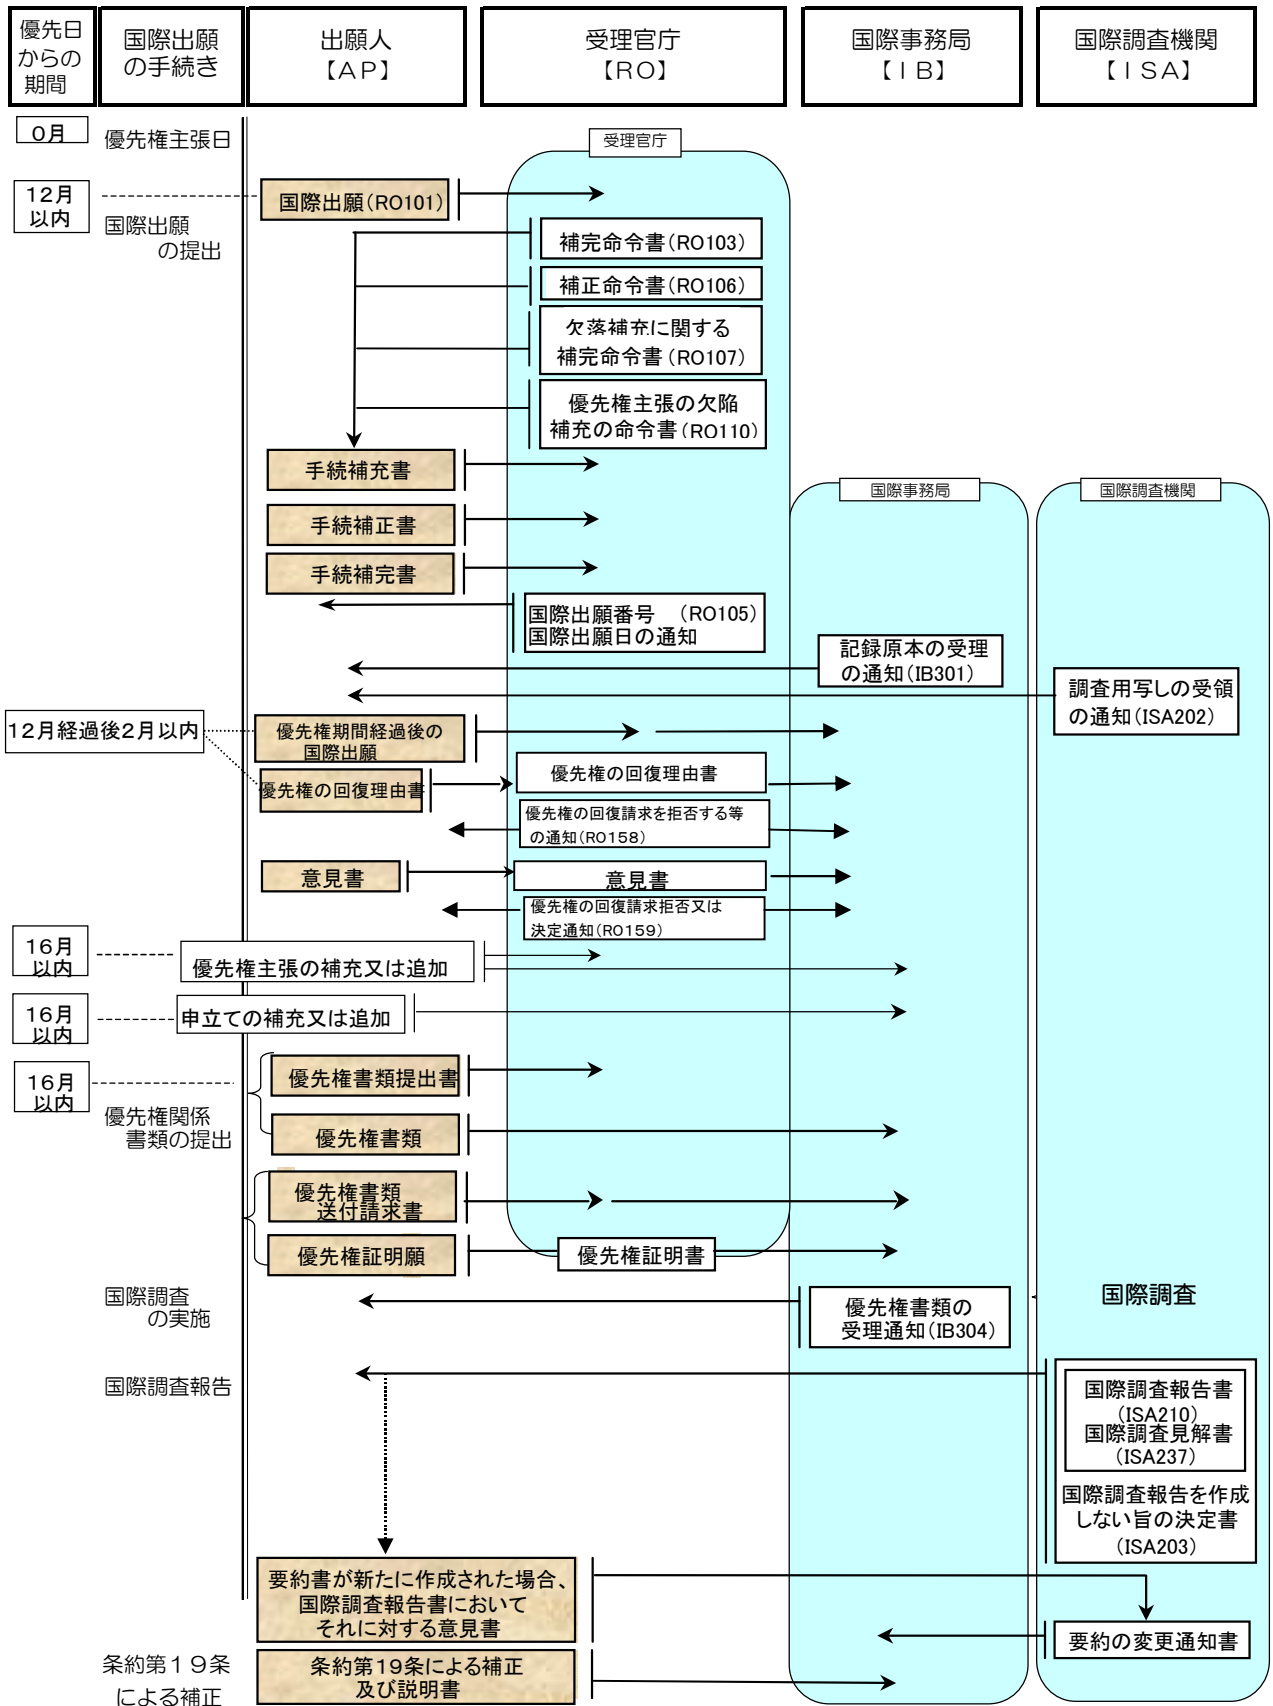 優先日
からの
期間
国際出願
の手続き
出願人
【ＡＰ】
受理官庁
【ＲＯ】
国際事務局
【ＩＢ】
国際調査機関
【ＩＳＡ】
０月
優先権主張日
受理官庁
１２月
以内
国際出願(RO101)
国際出願
の提出
補完命令書(RO103)
補正命令書(RO106)
欠落補充に関する
補完命令書(RO107)
優先権主張の欠陥
補充の命令書(RO110)
手続補充書
国際事務局
国際調査機関
手続補正書
手続補完書
国際出願番号　(RO105)
国際出願日の通知
記録原本の受理
の通知(IB301)
調査用写しの受領
の通知(ISA202)
１２月経過後２月以内
優先権期間経過後の
国際出願
優先権の回復理由書
優先権の回復理由書
優先権の回復請求を拒否する等
の通知(RO158)
意見書
意見書
優先権の回復請求拒否又は
決定通知(RO159)
１６月
以内
優先権主張の補充又は追加
１６月
以内
申立ての補充又は追加
１６月
以内
優先権書類提出書
優先権関係
書類の提出
優先権書類
優先権書類
送付請求書
優先権証明願
優先権証明書
国際調査
の実施
優先権書類の
受理通知(IB304)
国際調査
国際調査報告
国際調査報告書
(ISA210)
国際調査見解書
(ISA237)
国際調査報告を作成
しない旨の決定書
(ISA203)
要約書が新たに作成された場合、
国際調査報告書において
それに対する意見書
要約の変更通知書
条約第１９条
による補正
条約第19条による補正
及び説明書